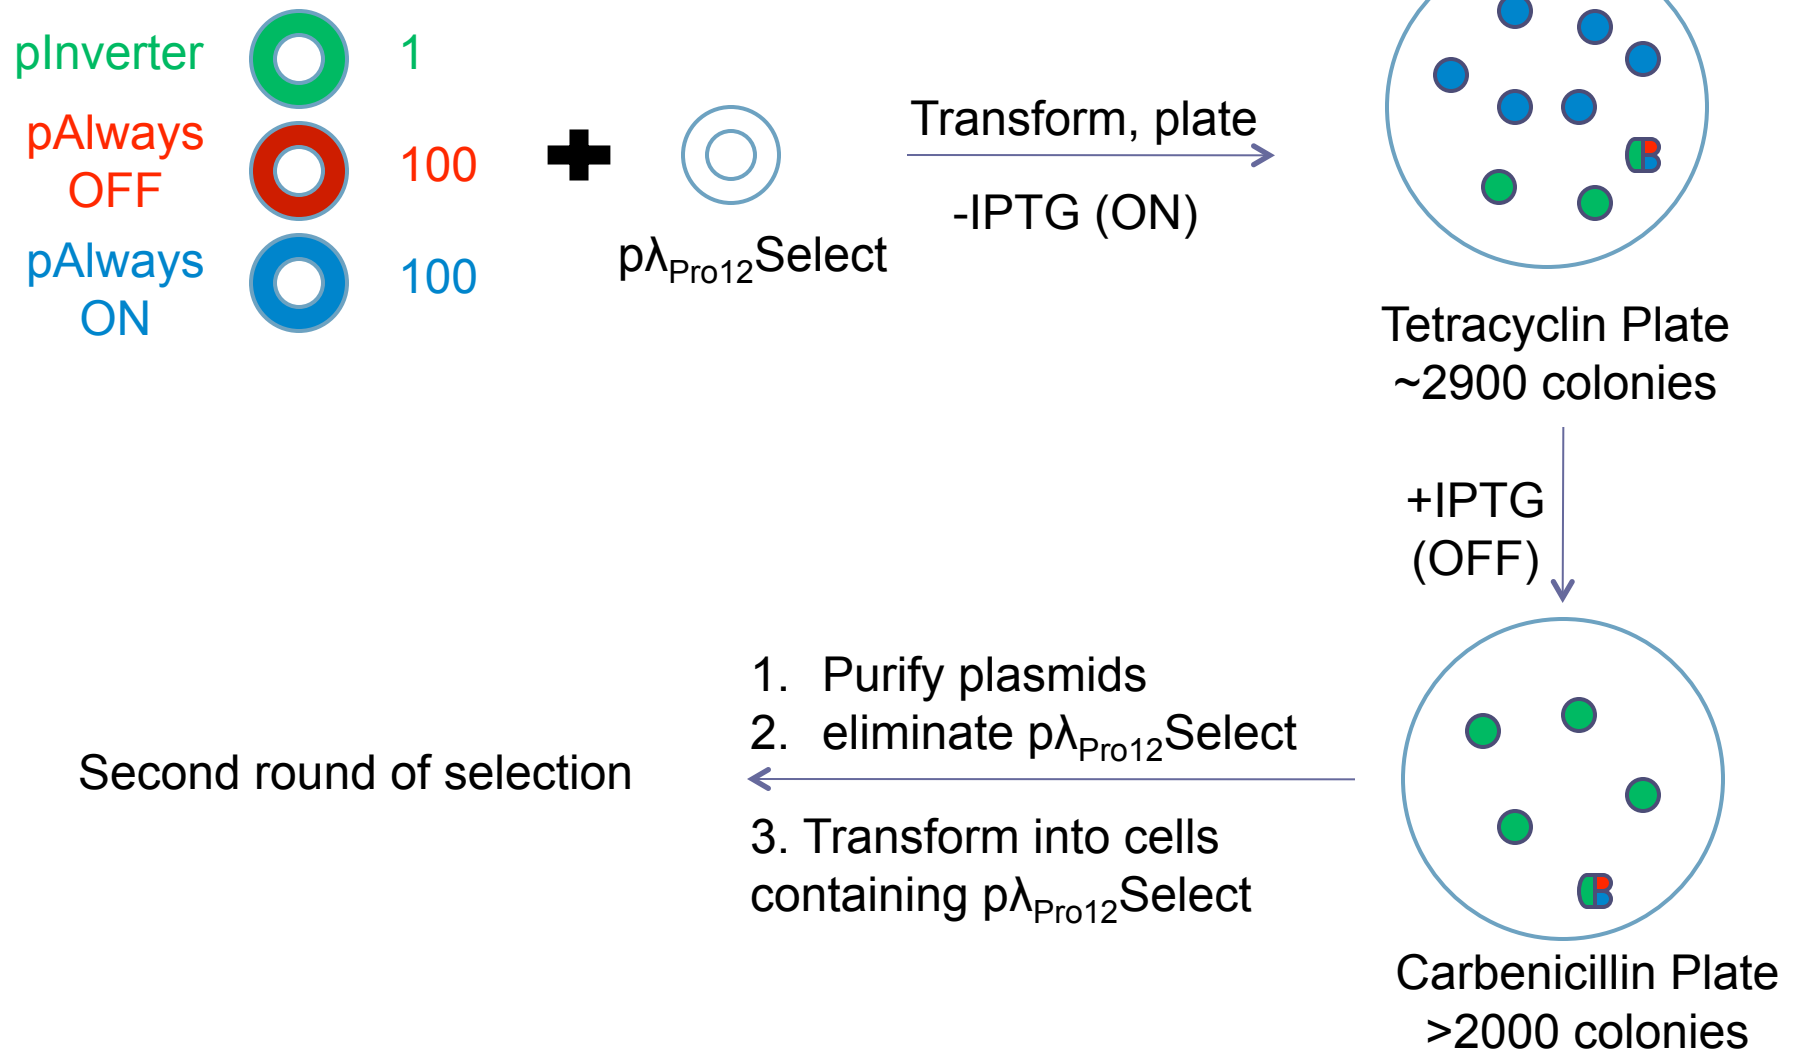 pInverter
1
pAlways
OFF
100
pAlways
ON
100
pλPro12Select
Transform, plate
-IPTG (ON)
Tetracyclin Plate
~2900 colonies
+IPTG
(OFF)
Carbenicillin Plate
>2000 colonies
1. Purify plasmids
2. eliminate pλPro12Select
3. Transform into cells
containing pλPro12Select
Second round of selection